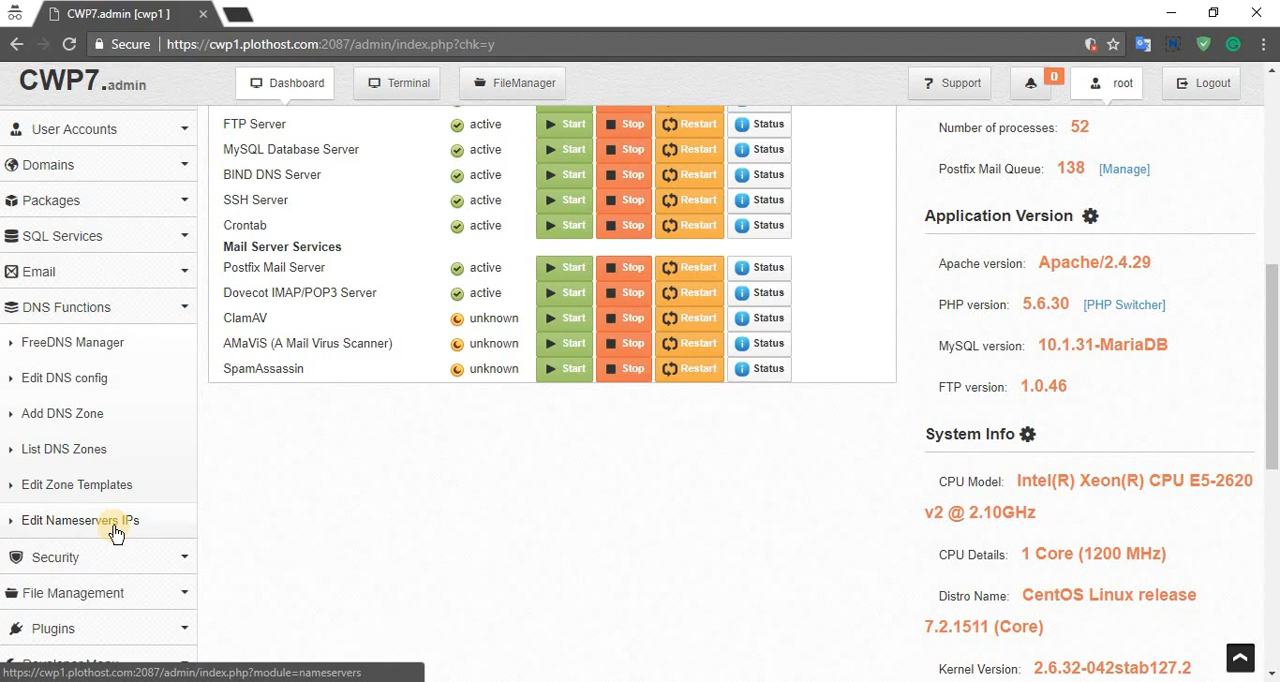 CWP7.admin [cwp1 ]
Secure
https://cwp1.plothost.com:2087/admin/index.php?chk=y
CWP7.admin
Dashboard
Terminal
FileManager
Support
0
root
Logout
User Accounts
Domains
Packages
SQL Services
Email
DNS Functions
FreeDNS Manager
Edit DNS config
Add DNS Zone
List DNS Zones
Edit Zone Templates
Edit Nameservers IPs
Security
File Management
Plugins
FTP Server active Start Stop Restart Status
MySQL Database Server active Start Stop Restart Status
BIND DNS Server active Start Stop Restart Status
SSH Server active Start Stop Restart Status
Crontab active Start Stop Restart Status
Mail Server Services
Postfix Mail Server active Start Stop Restart Status
Dovecot IMAP/POP3 Server active Start Stop Restart Status
ClamAV unknown Start Stop Restart Status
AMaViS (A Mail Virus Scanner) unknown Start Stop Restart Status
SpamAssassin unknown Start Stop Restart Status
Number of processes: 52
Postfix Mail Queue: 138 [Manage]
Application Version
Apache version: Apache/2.4.29
PHP version: 5.6.30 [PHP Switcher]
MySQL version: 10.1.31-MariaDB
FTP version: 1.0.46
System Info
CPU Model: Intel(R) Xeon(R) CPU E5-2620
v2 @ 2.10GHz
CPU Details: 1 Core (1200 MHz)
Distro Name: CentOS Linux release
7.2.1511 (Core)
Kernel Version: 2.6.32-042stab127.2
https://cwp1.plothost.com:2087/admin/index.php?module=nameservers